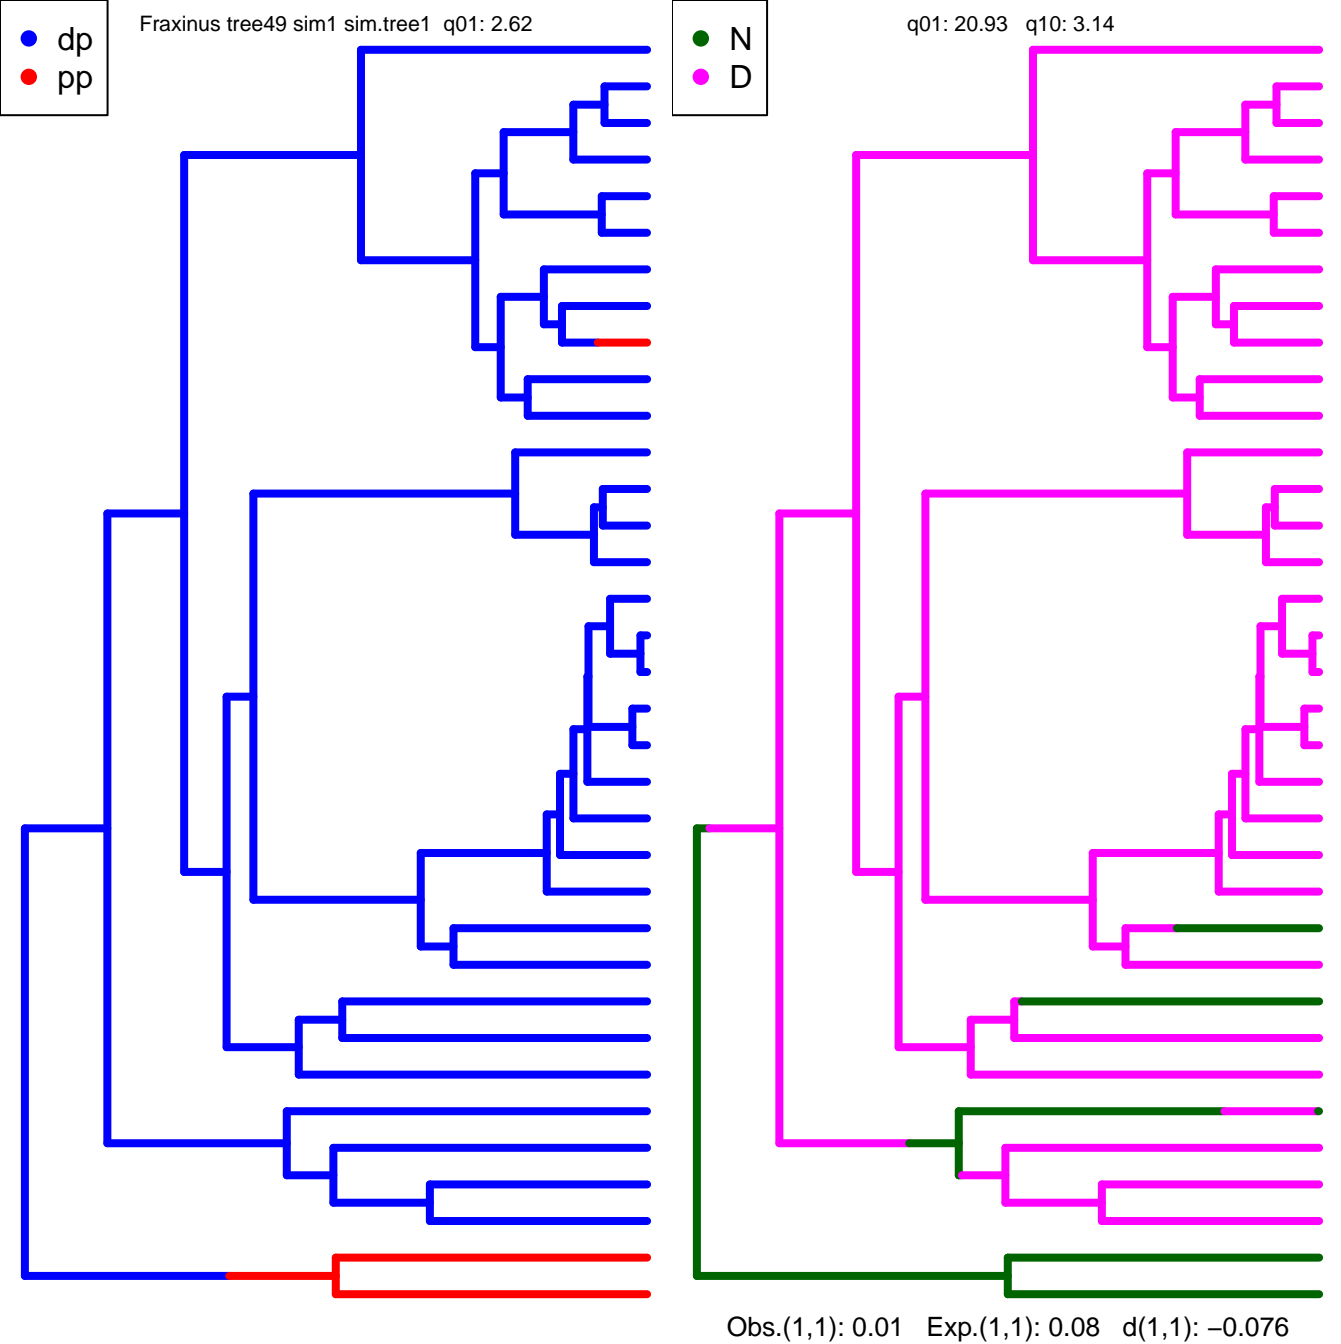 Fraxinus tree49 sim1 sim.tree1 q01: 2.62
dp
pp
q01: 20.93 q10: 3.14
N
D
Obs.(1,1): 0.01 Exp.(1,1): 0.08 d(1,1): −0.076